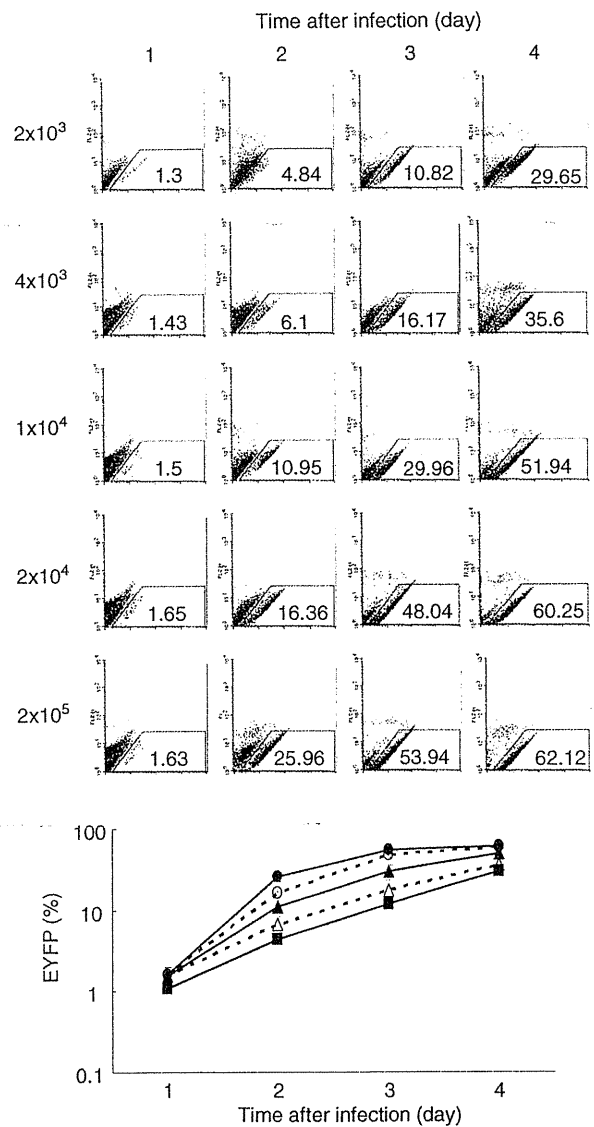 Time after infection (day)
1 2 3 4
2x10³
1.3 4.84 10.82 29.65
4x10³
1.43 6.1 16.17 35.6
1x10⁴
1.5 10.95 29.96 51.94
2x10⁴
1.65 16.36 48.04 60.25
2x10⁵
1.63 25.96 53.94 62.12
100
10
1
0.1
EYFP (%)
1 2 3 4
Time after infection (day)